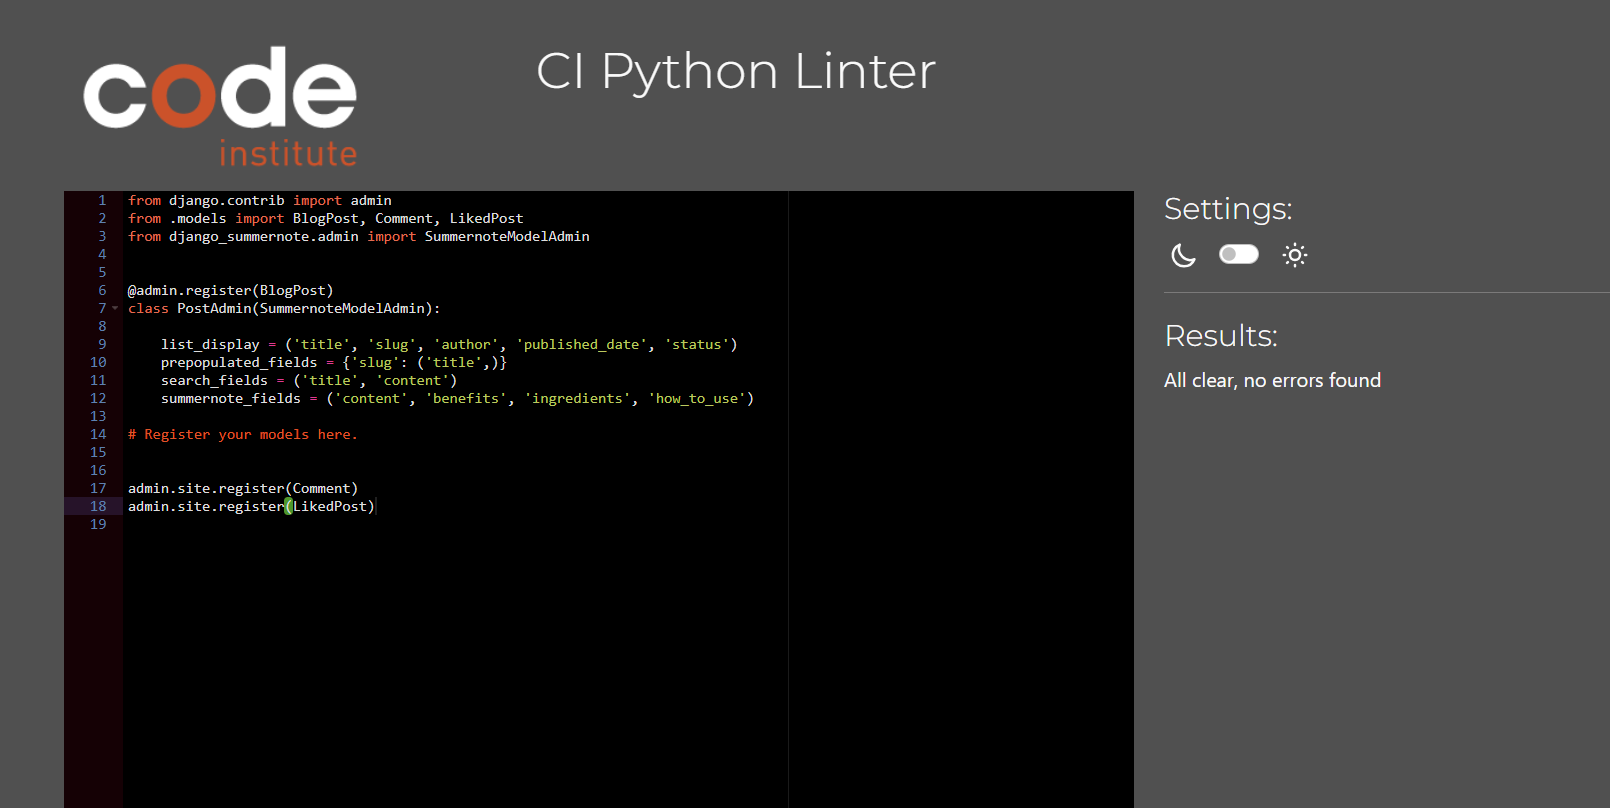 code
institute
CI Python Linter
1 from django.contrib import admin
2 from .models import BlogPost, Comment, LikedPost
3 from django_summernote.admin import SummernoteModelAdmin
4
5
6 @admin.register(BlogPost)
7 class PostAdmin(SummernoteModelAdmin):
8
9     list_display = ('title', 'slug', 'author', 'published_date', 'status')
10     prepopulated_fields = {'slug': ('title',)}
11     search_fields = ('title', 'content')
12     summernote_fields = ('content', 'benefits', 'ingredients', 'how_to_use')
13
14 # Register your models here.
15
16
17 admin.site.register(Comment)
18 admin.site.register(LikedPost)
19
Settings:
Results:
All clear, no errors found